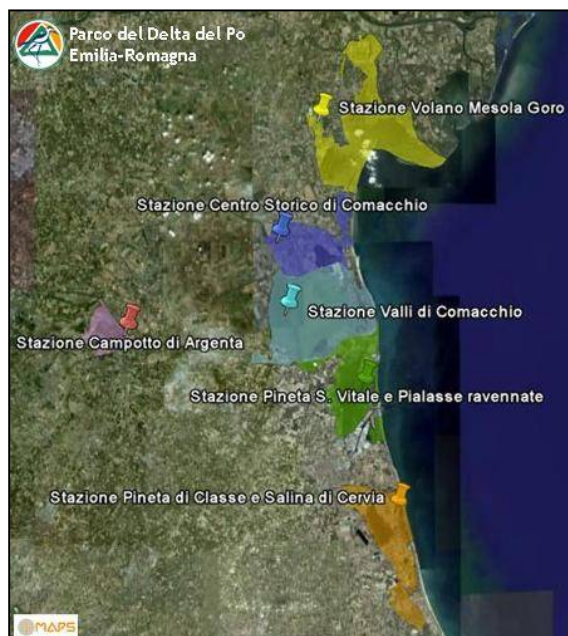 Parco del Delta del Po
Emilia-Romagna
Stazione Volano Mesola Goro
Stazione Centro Storico di Comacchio
Stazione Valli di Comacchio
Stazione Campotto di Argenta
Stazione Pineta S. Vitale e Pialasse ravennate
Stazione Pineta di Classe e Salina di Cervia
MAPS